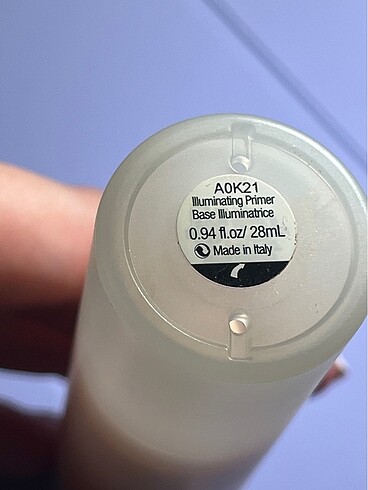 A0K21
Illuminating Primer
Base Illuminatrice
0.94 fl.oz/ 28mL
Made in Italy